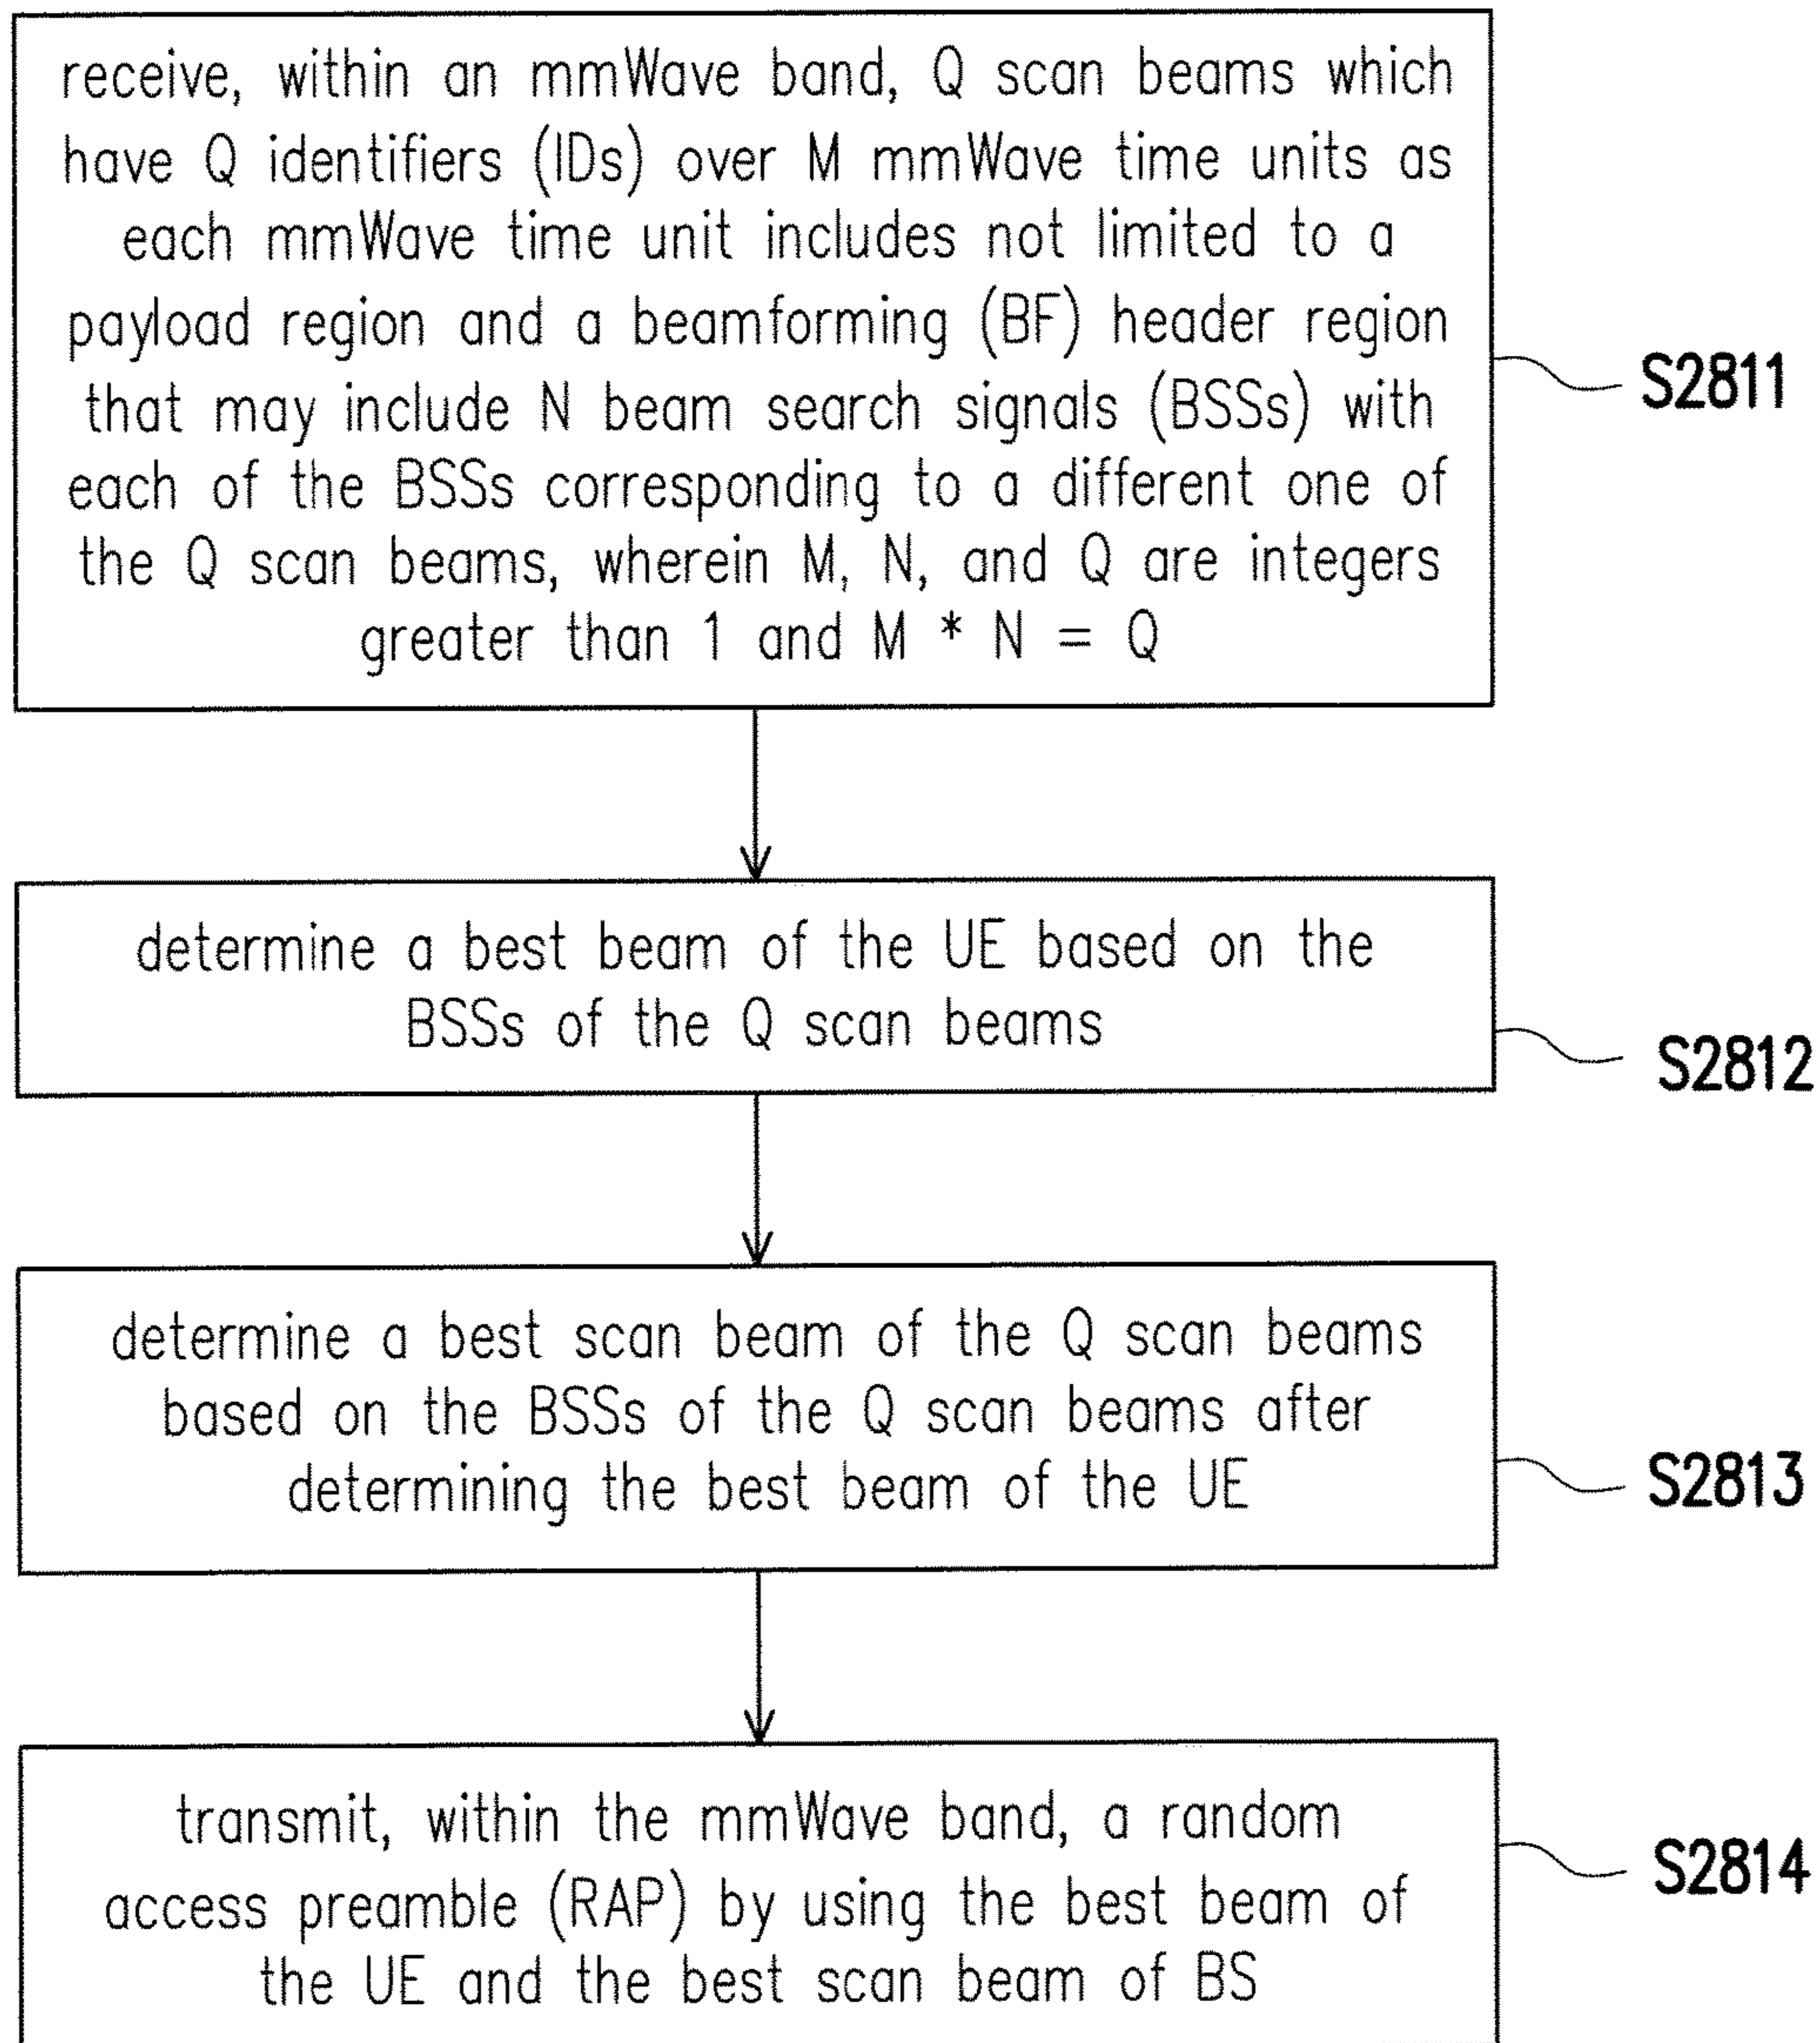 receive, within an mmWave band, Q scan beams which
have Q identifiers (IDs) over M mmWave time units as
each mmWave time unit includes not limited to a
payload region and a beamforming (BF) header region
that may include N beam search signals (BSSs) with
each of the BSSs corresponding to a different one of
the Q scan beams, wherein M, N, and Q are integers
greater than 1 and M * N = Q
S2811
determine a best beam of the UE based on the
BSSs of the Q scan beams
S2812
determine a best scan beam of the Q scan beams
based on the BSSs of the Q scan beams after
determining the best beam of the UE
S2813
transmit, within the mmWave band, a random
access preamble (RAP) by using the best beam of
the UE and the best scan beam of BS
S2814